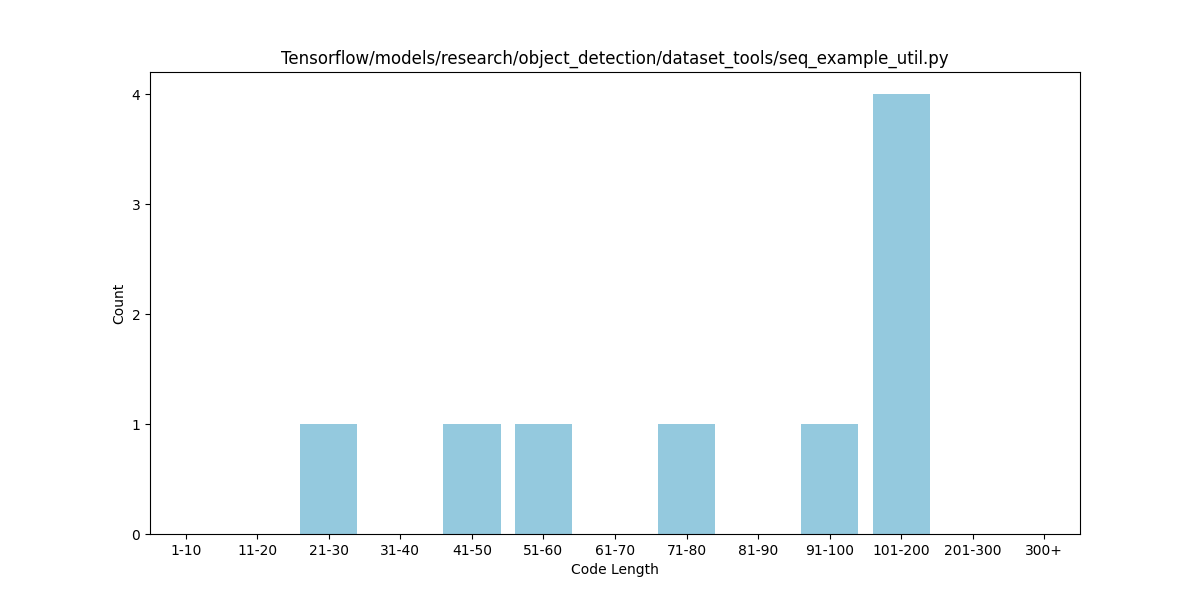 Tensorflow/models/research/object_detection/dataset_tools/seq_example_util.py
4
3
2
1
0
Count
1-10 11-20 21-30 31-40 41-50 51-60 61-70 71-80 81-90 91-100 101-200 201-300 300+
Code Length